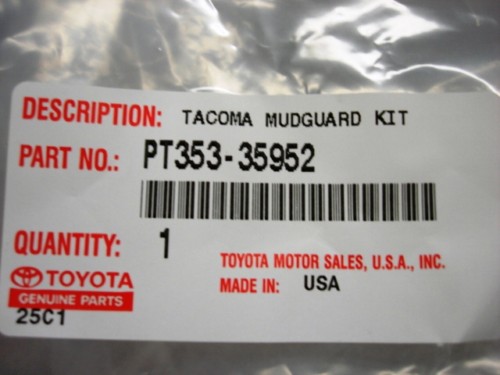 DESCRIPTION: TACOMA MUDGUARD KIT
PART NO.: PT353-35952
QUANTITY: 1
TOYOTA MOTOR SALES, U.S.A., INC.
MADE IN: USA
TOYOTA
GENUINE PARTS
25C1